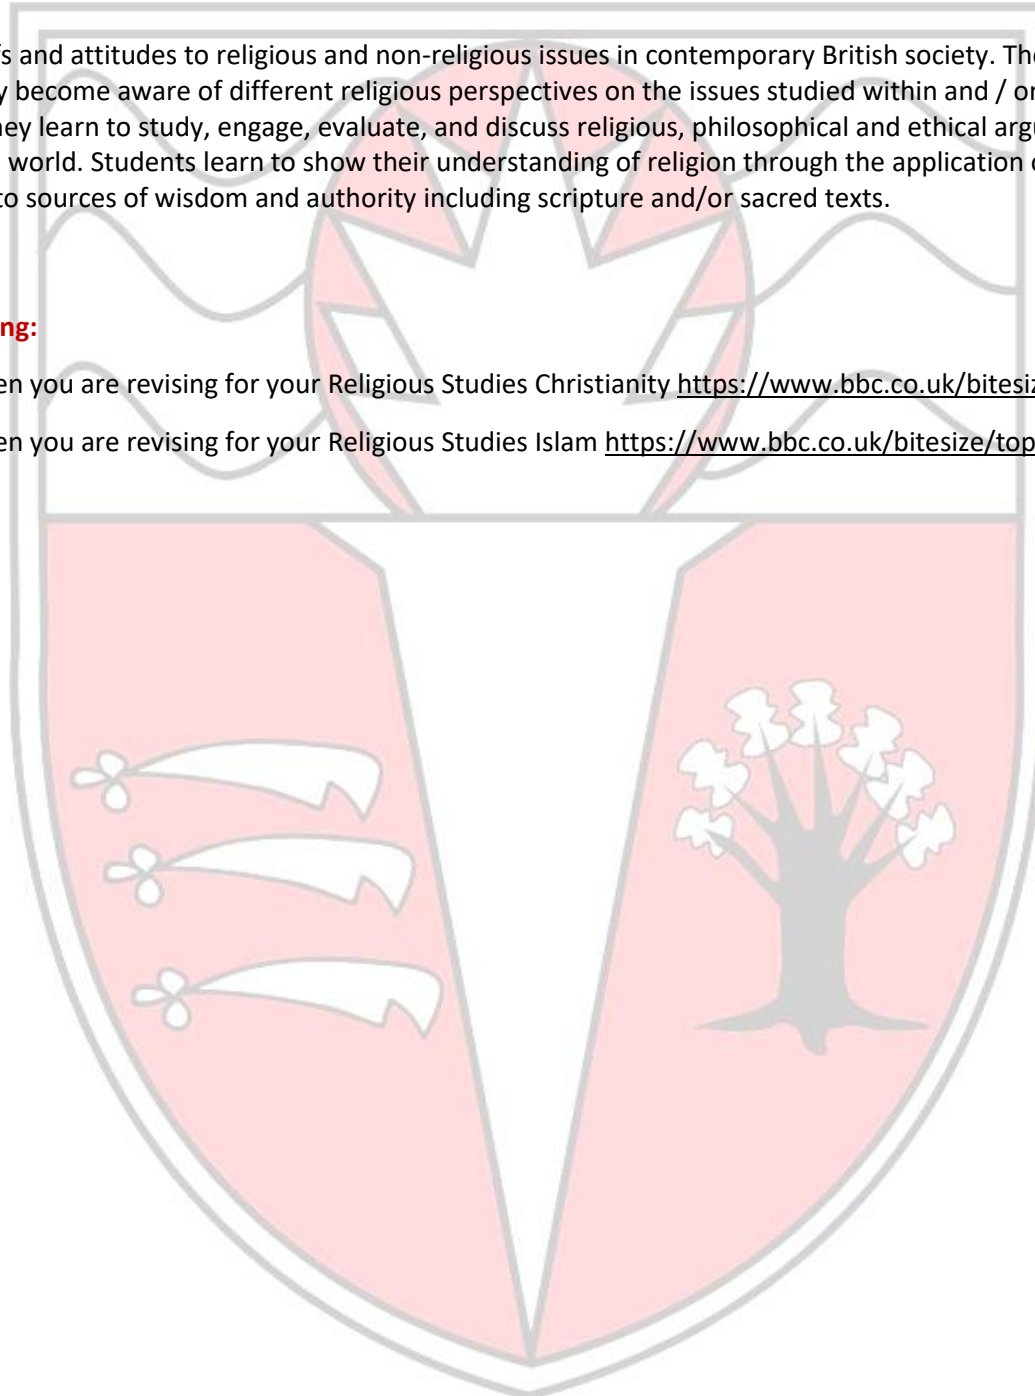 s and attitudes to religious and non-religious issues in contemporary British society. The
y become aware of different religious perspectives on the issues studied within and / or
ey learn to study, engage, evaluate, and discuss religious, philosophical and ethical argu
world. Students learn to show their understanding of religion through the application
to sources of wisdom and authority including scripture and/or sacred texts.
ng:
en you are revising for your Religious Studies Christianity https://www.bbc.co.uk/bitesiz
en you are revising for your Religious Studies Islam https://www.bbc.co.uk/bitesize/top